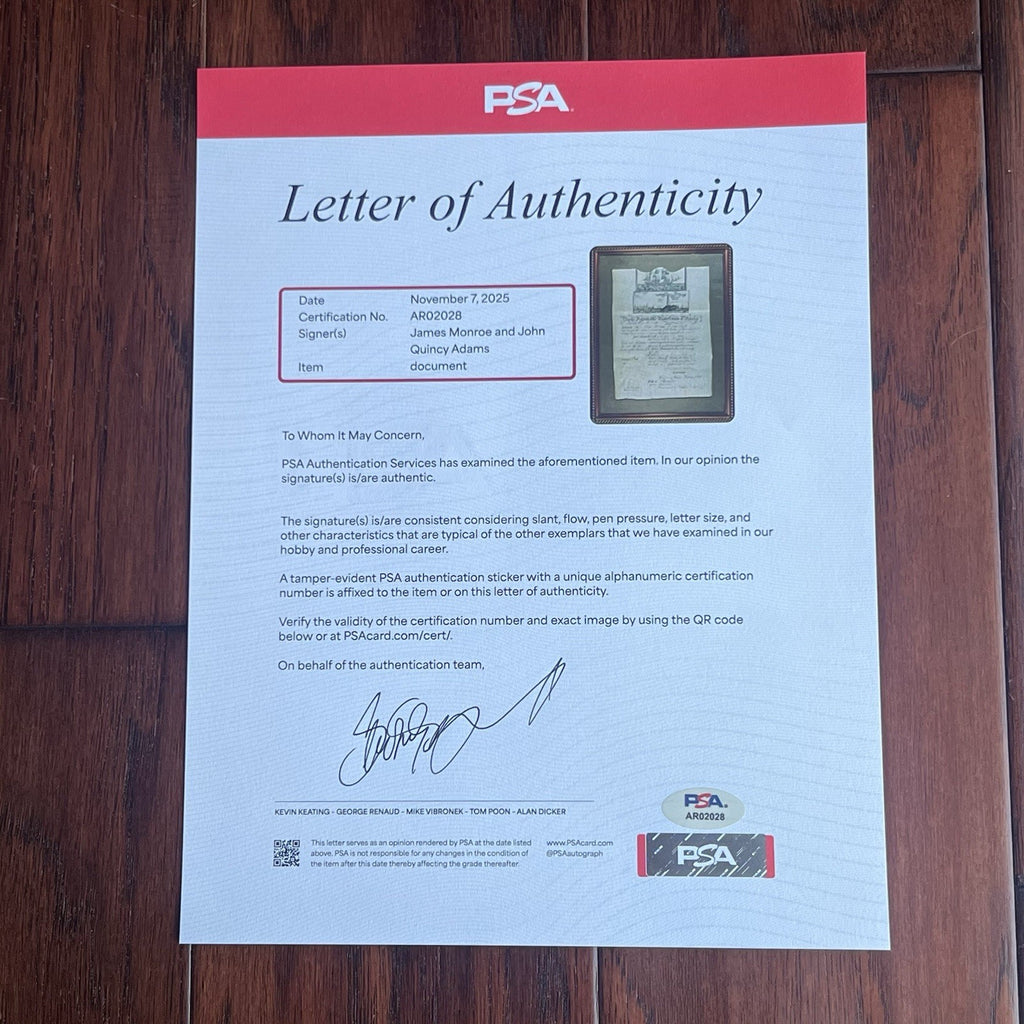 PSA
Letter of Authenticity
Date November 7, 2025
Certification No. AR02028
Signer(s) James Monroe and John
Quincy Adams
Item document
To Whom It May Concern,
PSA Authentication Services has examined the aforementioned item. In our opinion the
signature(s) is/are authentic.
The signature(s) is/are consistent considering slant, flow, pen pressure, letter size, and
other characteristics that are typical of the other exemplars that we have examined in our
hobby and professional career.
A tamper-evident PSA authentication sticker with a unique alphanumeric certification
number is affixed to the item or on this letter of authenticity.
Verify the validity of the certification number and exact image by using the QR code
below or at PSAcard.com/cert/.
On behalf of the authentication team,
KEVIN KEATING - GEORGE RENAUD - MIKE VIBRONEK - TOM POON - ALAN DICKER
This letter serves as an opinion rendered by PSA at the date listed
above. PSA is not responsible for any changes in the condition of
the item after this date thereby affecting the grade thereafter.
www.PSAcard.com
@PSAautograph
PSA.
AR02028
PSA